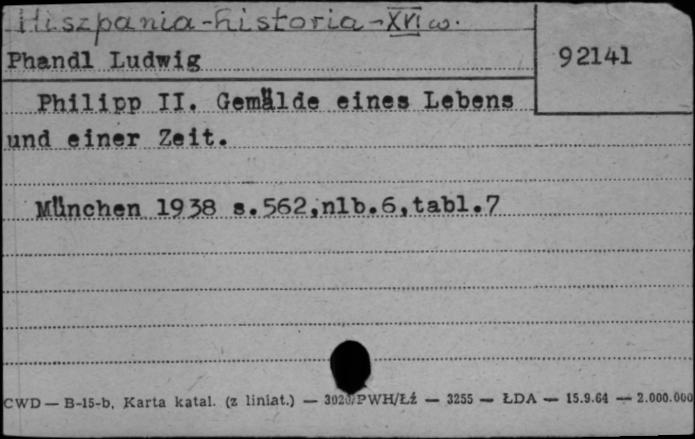 Hiszpania-historia-XVI w.
Phandl Ludwig
92141
Philipp II. Gemälde eines Lebens
und einer Zeit.
München 1938 s.562,nlb.6,tabl.7
CWD — B-15-b, Karta katal. (z liniat.) — 3020/PWH/Łź — 3255 — ŁDA — 15.9.64 — 2.000.000